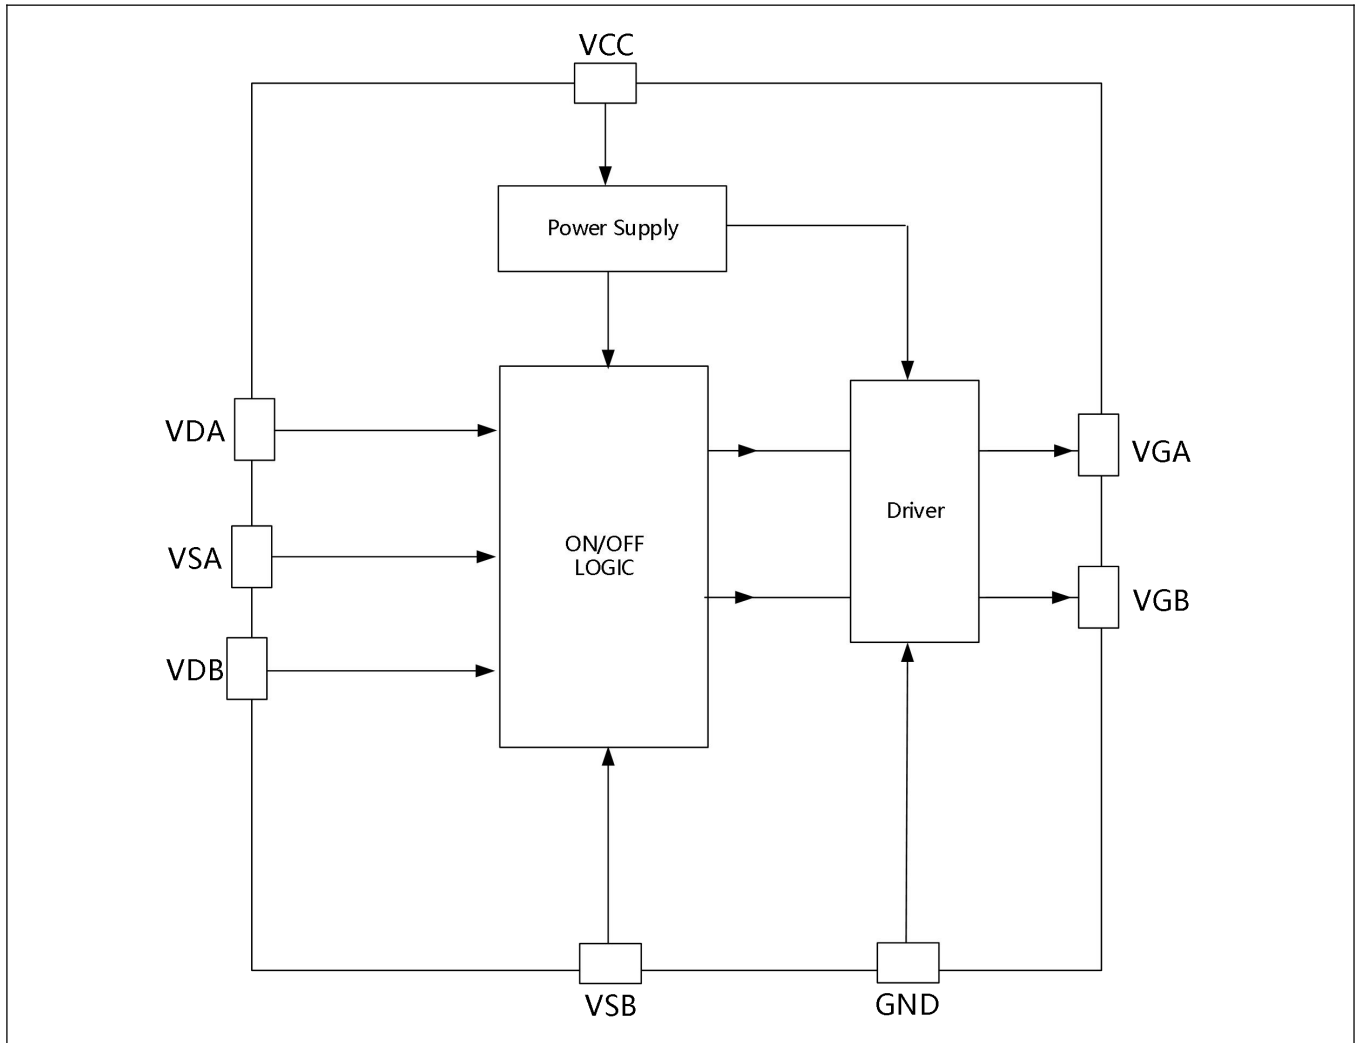 VCC
Power Supply
VDA
VGA
Driver
ON/OFF
LOGIC
VSA
VGB
VDB
VSB
GND